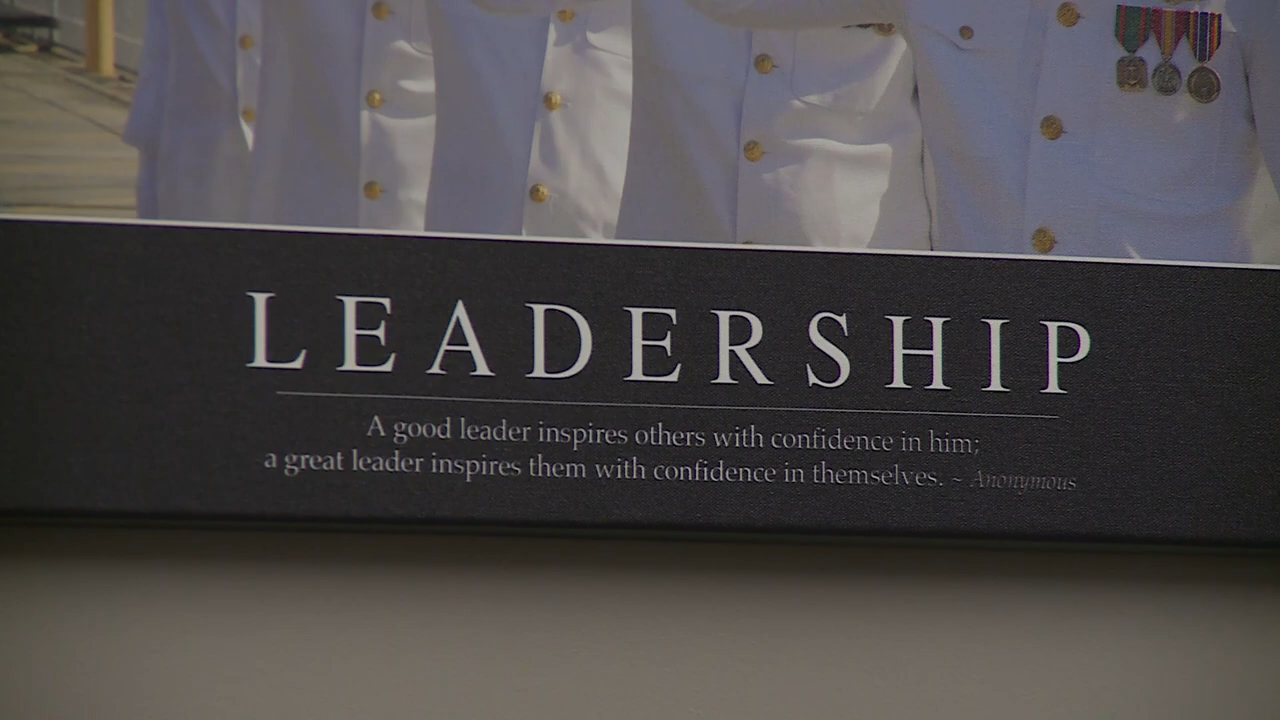 LEADERSHIP
A good leader inspires others with confidence in him;
a great leader inspires them with confidence in themselves. ~ Anonymous